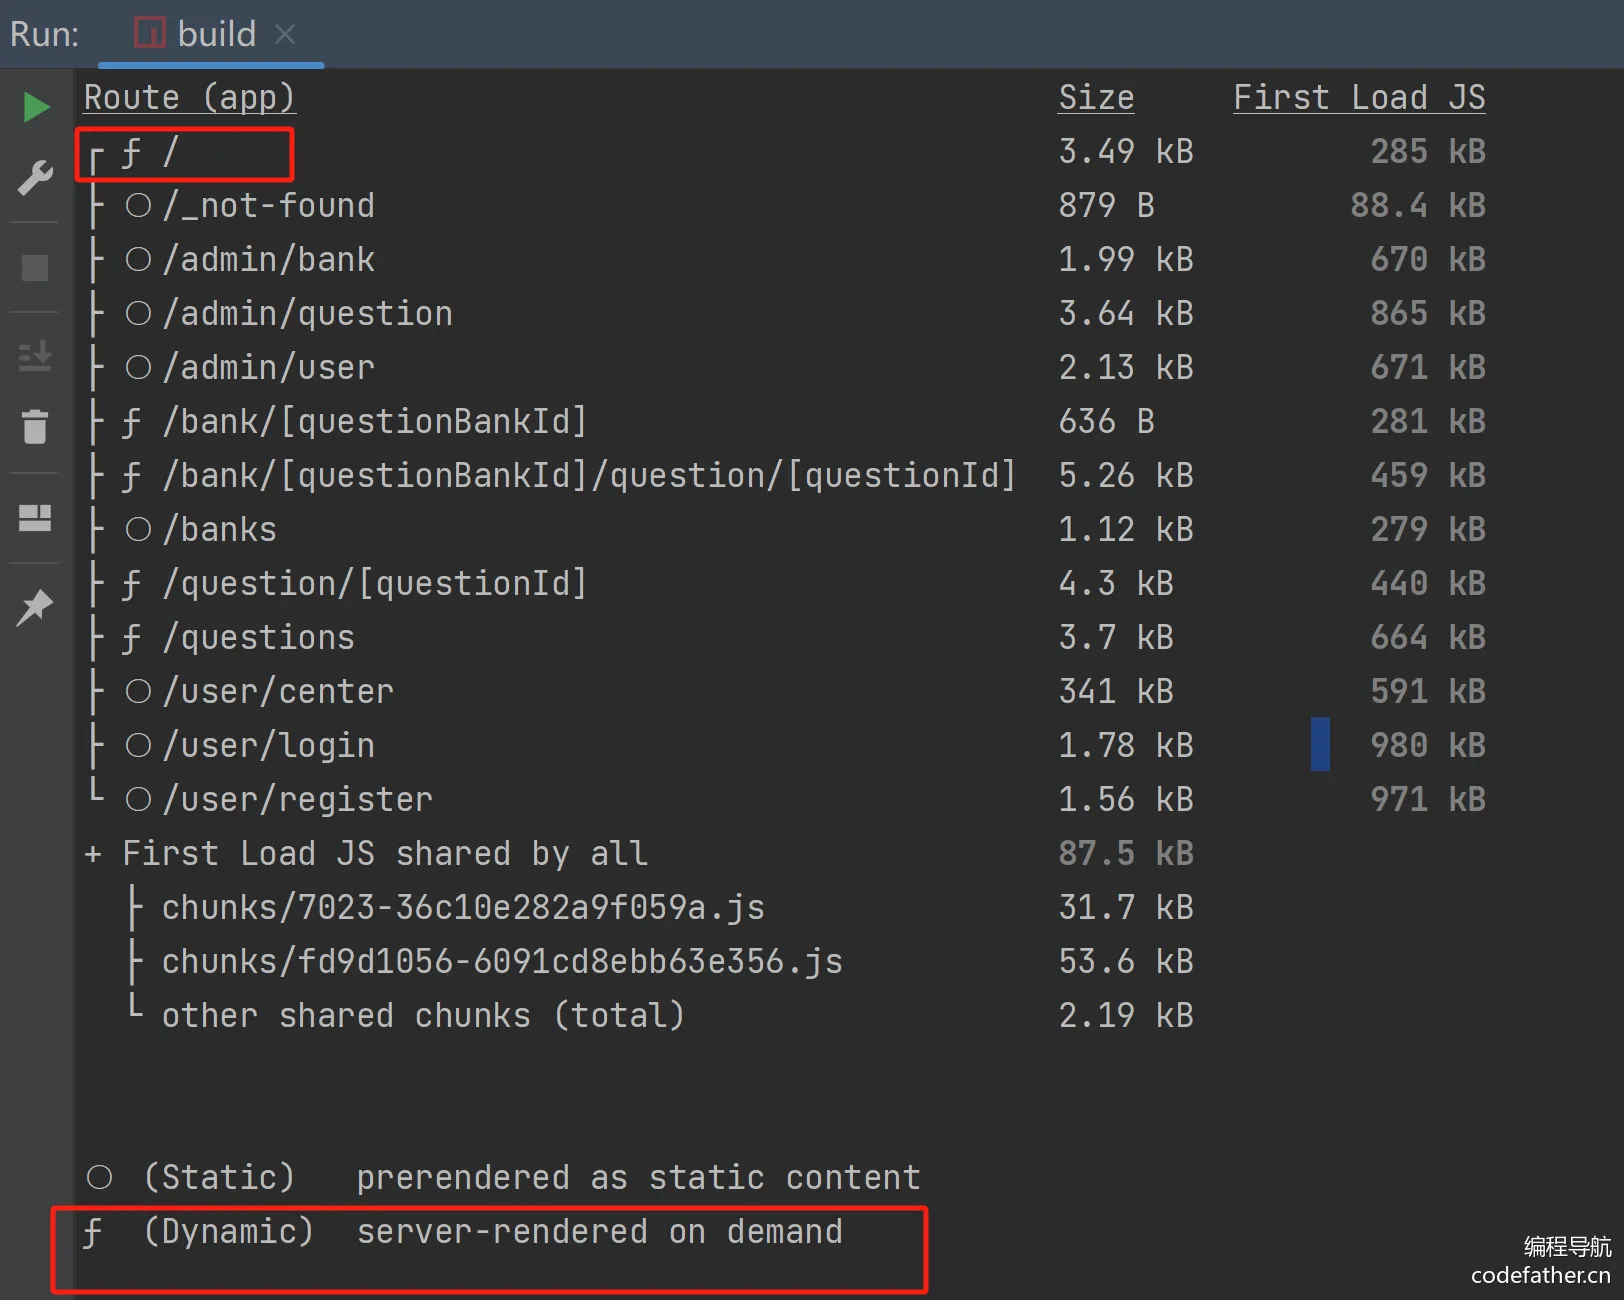 Run: build ×
Route (app) Size First Load JS
┌ ƒ / 3.49 kB 285 kB
├ ○ /_not-found 879 B 88.4 kB
├ ○ /admin/bank 1.99 kB 670 kB
├ ○ /admin/question 3.64 kB 865 kB
├ ○ /admin/user 2.13 kB 671 kB
├ ƒ /bank/[questionBankId] 636 B 281 kB
├ ƒ /bank/[questionBankId]/question/[questionId] 5.26 kB 459 kB
├ ○ /banks 1.12 kB 279 kB
├ ƒ /question/[questionId] 4.3 kB 440 kB
├ ƒ /questions 3.7 kB 664 kB
├ ○ /user/center 341 kB 591 kB
├ ○ /user/login 1.78 kB 980 kB
└ ○ /user/register 1.56 kB 971 kB
+ First Load JS shared by all 87.5 kB
├ chunks/7023-36c10e282a9f059a.js 31.7 kB
├ chunks/fd9d1056-6091cd8ebb63e356.js 53.6 kB
└ other shared chunks (total) 2.19 kB
○ (Static) prerendered as static content
ƒ (Dynamic) server-rendered on demand
编程导航
codefather.cn